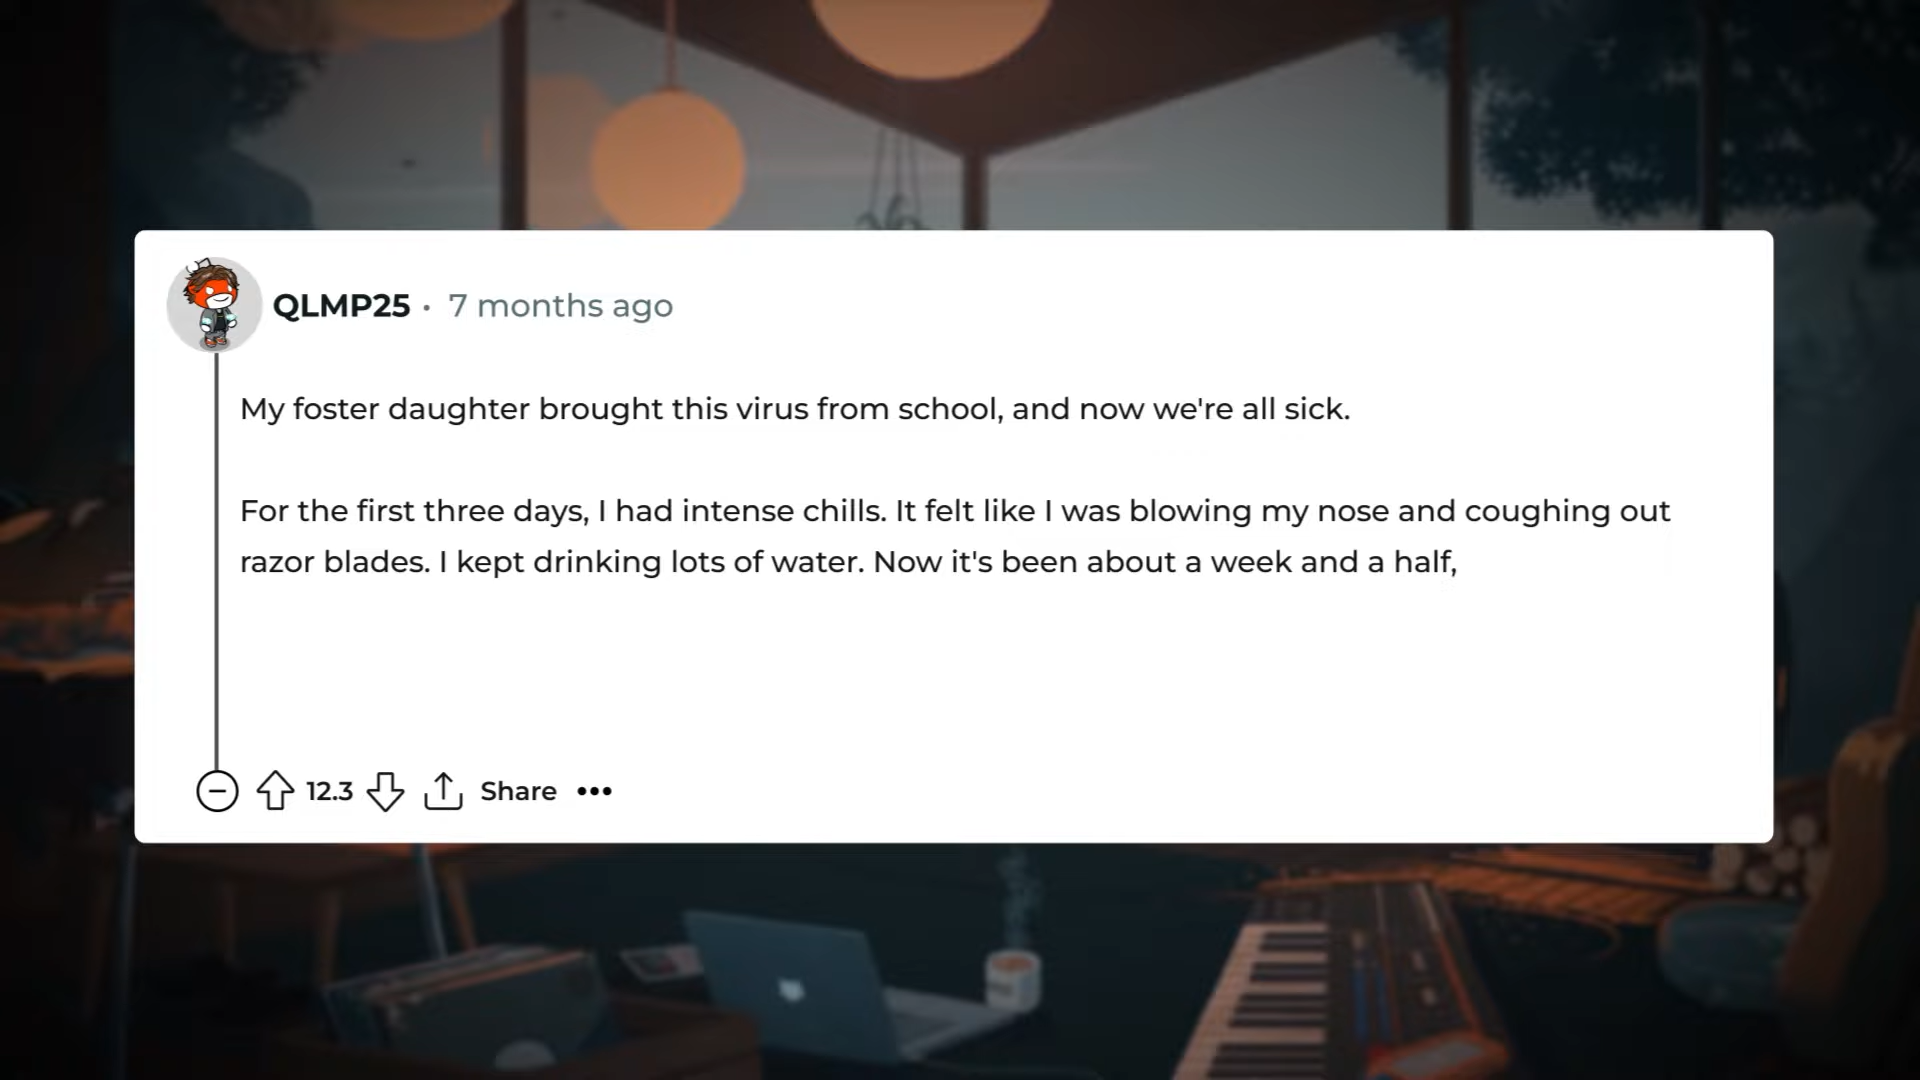 QLMP25 · 7 months ago
My foster daughter brought this virus from school, and now we're all sick.
For the first three days, I had intense chills. It felt like I was blowing my nose and coughing out
razor blades. I kept drinking lots of water. Now it's been about a week and a half,
12.3 Share •••